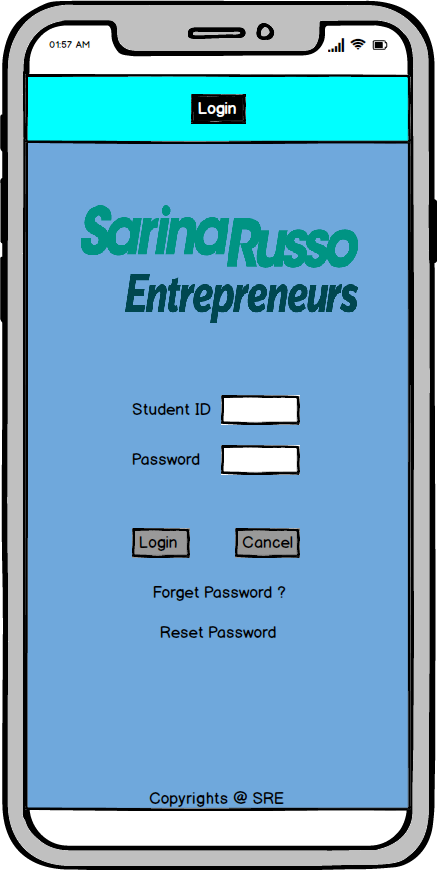 01:57 AM
Login
SarinaRusso
Entrepreneurs
Student ID
Password
Login Cancel
Forget Password ?
Reset Password
Copyrights @ SRE